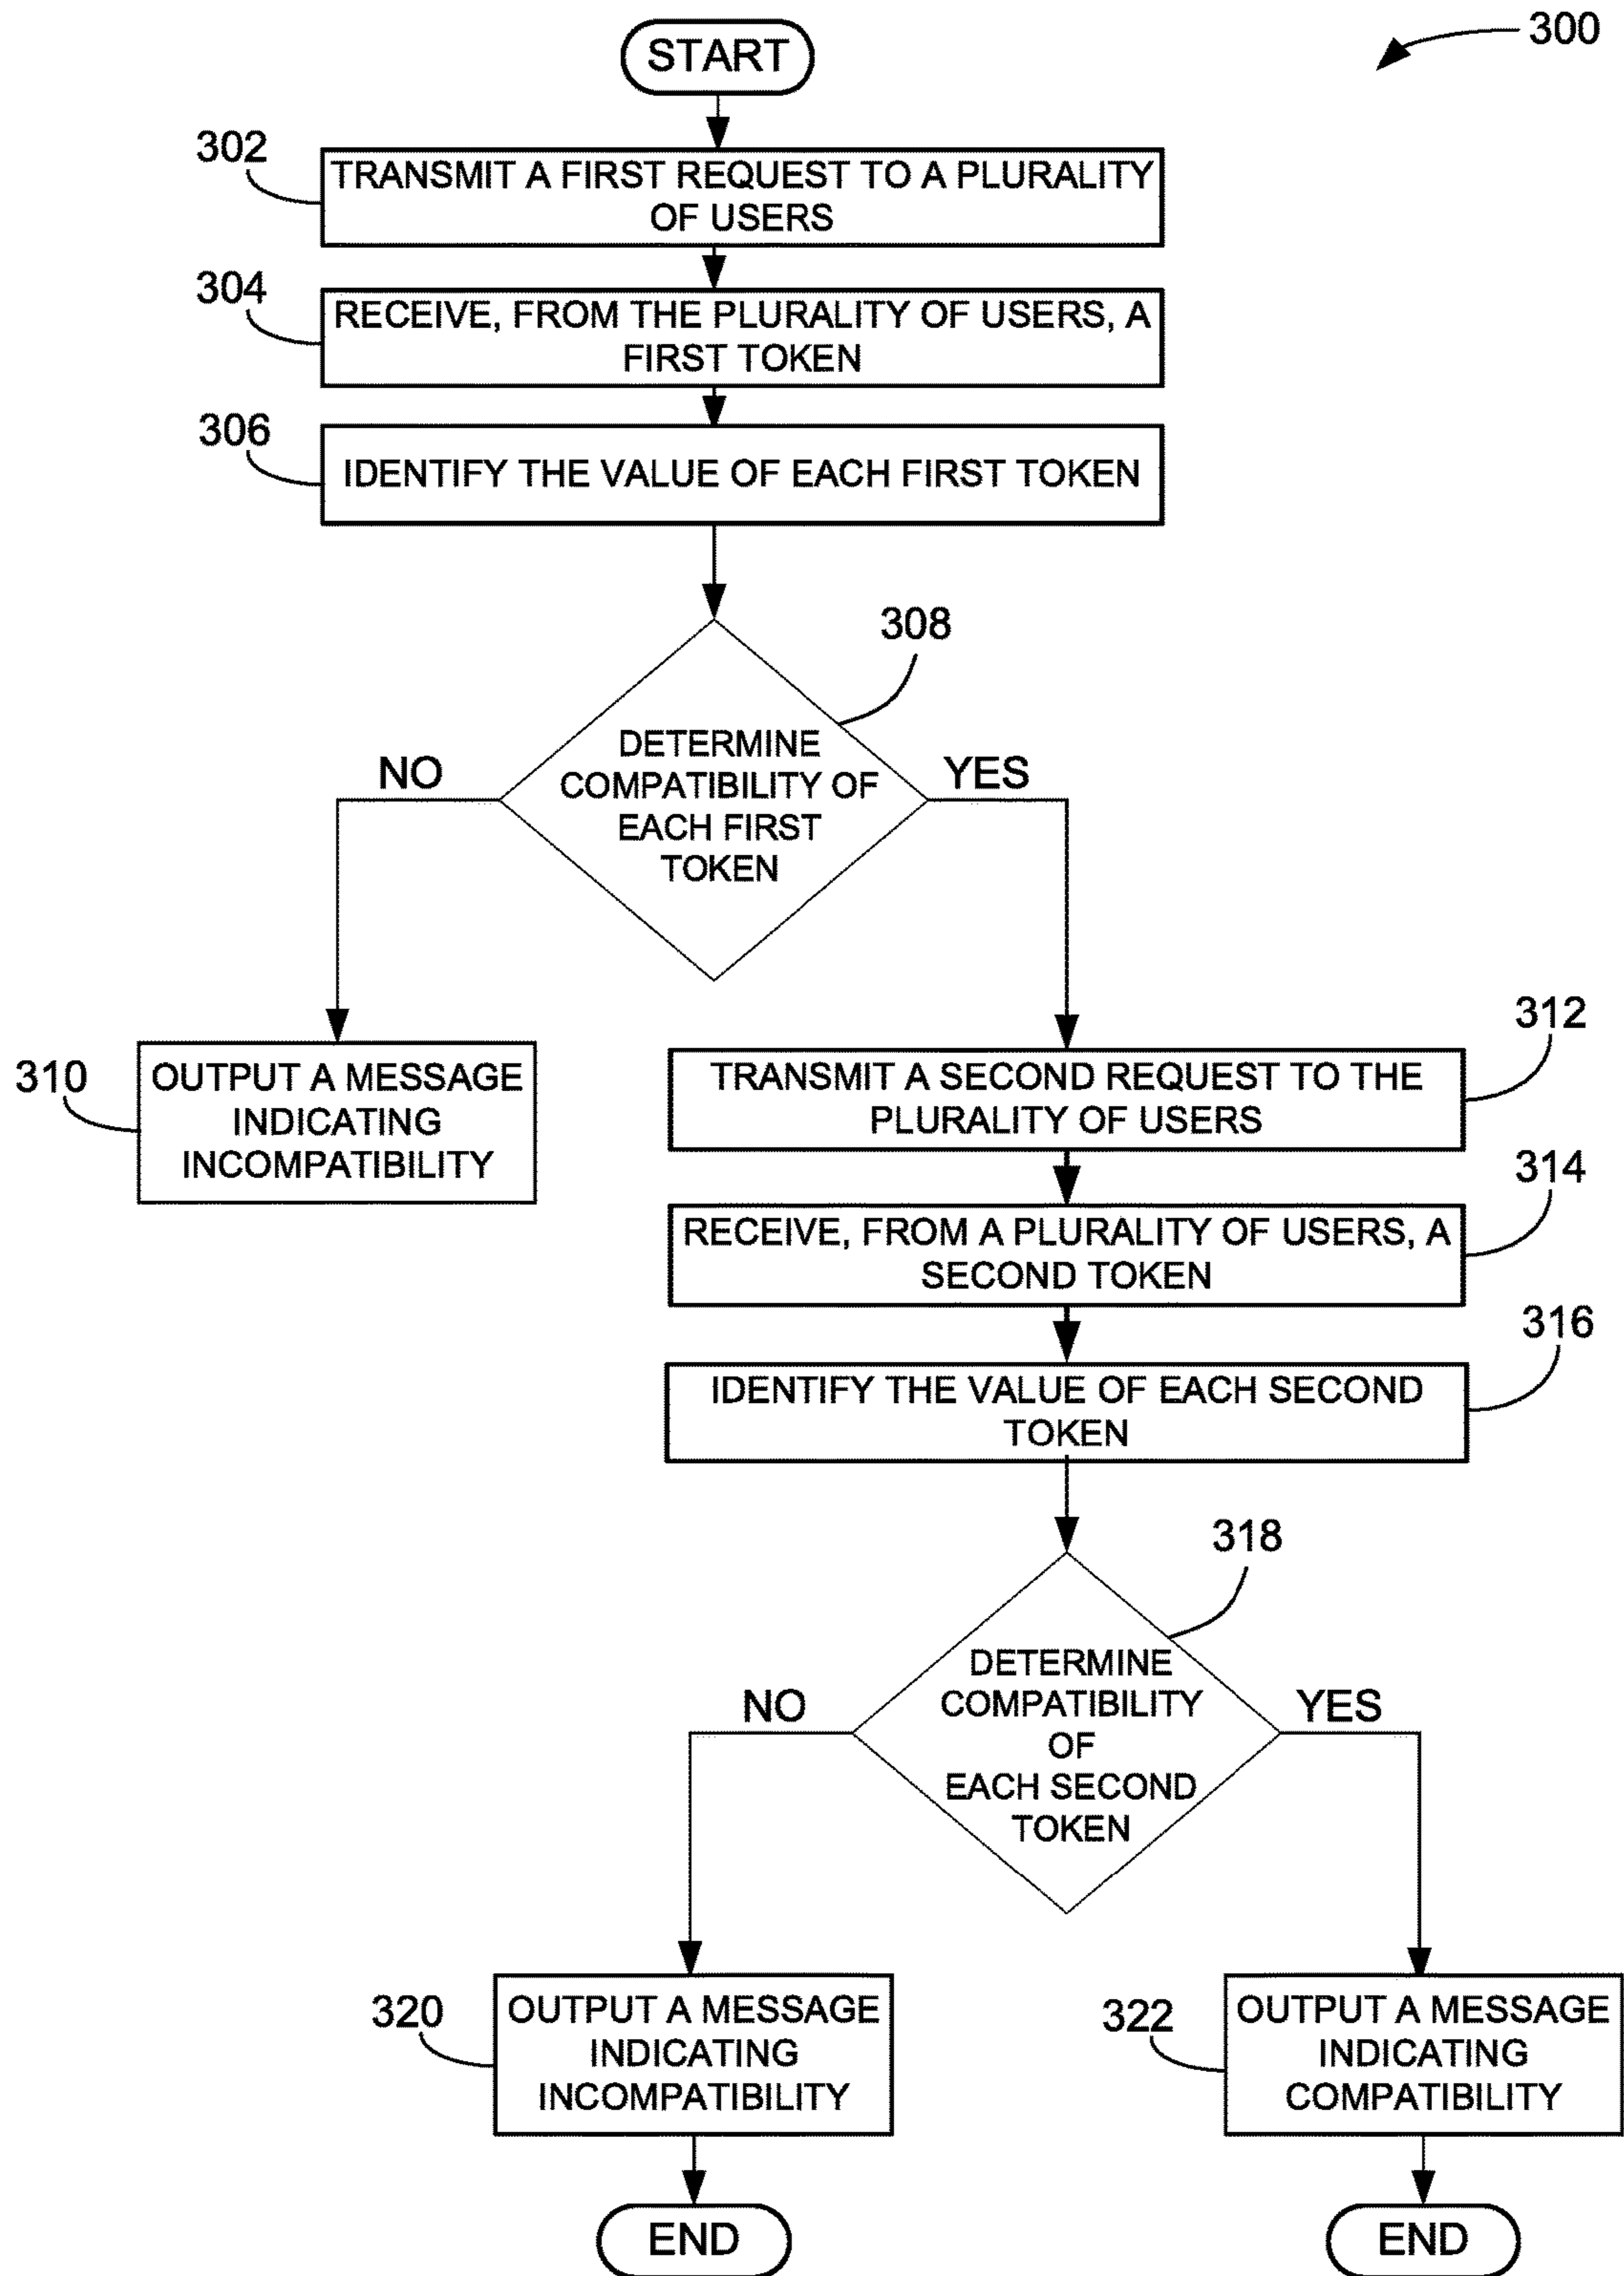 300
START
302
TRANSMIT A FIRST REQUEST TO A PLURALITY
OF USERS
304
RECEIVE, FROM THE PLURALITY OF USERS, A
FIRST TOKEN
306
IDENTIFY THE VALUE OF EACH FIRST TOKEN
308
DETERMINE
COMPATIBILITY OF
EACH FIRST
TOKEN
NO
YES
310
OUTPUT A MESSAGE
INDICATING
INCOMPATIBILITY
312
TRANSMIT A SECOND REQUEST TO THE
PLURALITY OF USERS
314
RECEIVE, FROM A PLURALITY OF USERS, A
SECOND TOKEN
316
IDENTIFY THE VALUE OF EACH SECOND
TOKEN
318
DETERMINE
COMPATIBILITY
OF
EACH SECOND
TOKEN
NO
YES
320
OUTPUT A MESSAGE
INDICATING
INCOMPATIBILITY
322
OUTPUT A MESSAGE
INDICATING
COMPATIBILITY
END
END